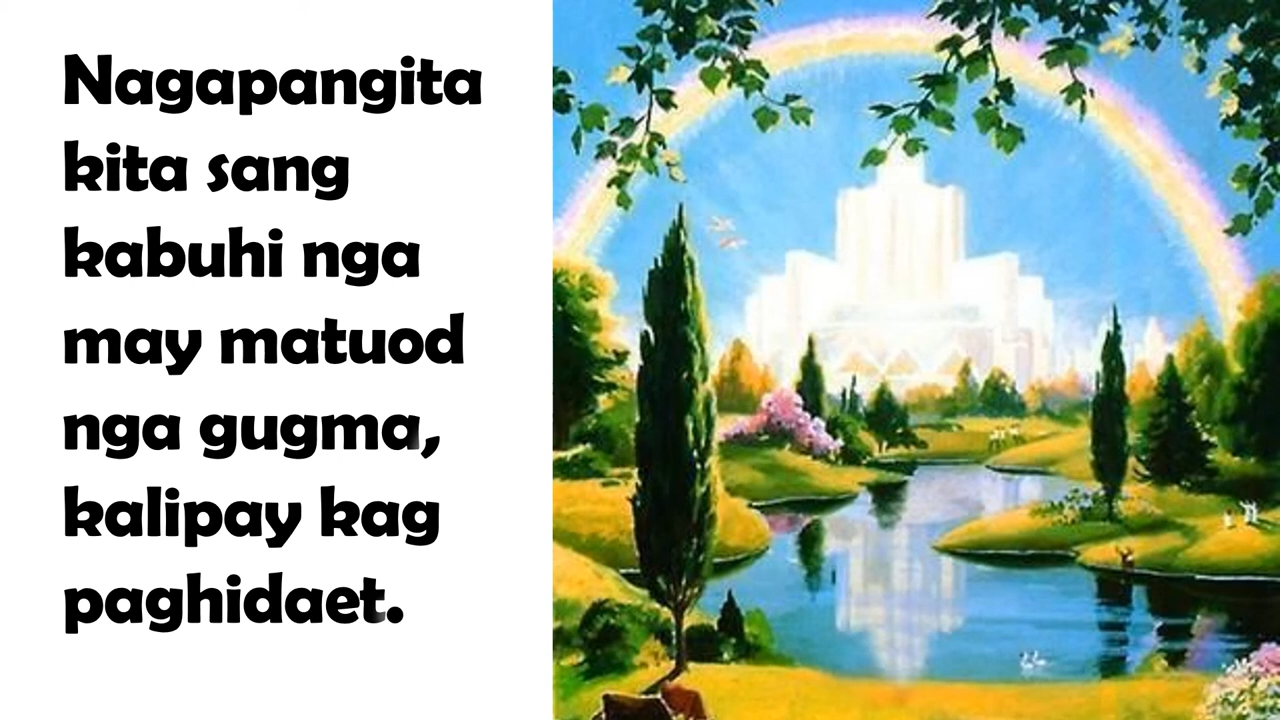 Nagapangita
kita sang
kabuhi nga
may matuod
nga gugma,
kalipay kag
paghidaet.